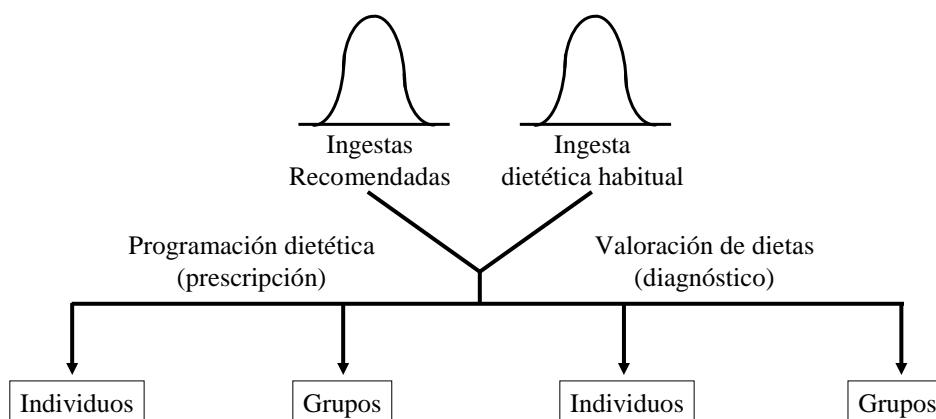 Ingestas
Recomendadas
Ingesta
dietética habitual
Programación dietética
(prescripción)
Valoración de dietas
(diagnóstico)
Individuos
Grupos
Individuos
Grupos